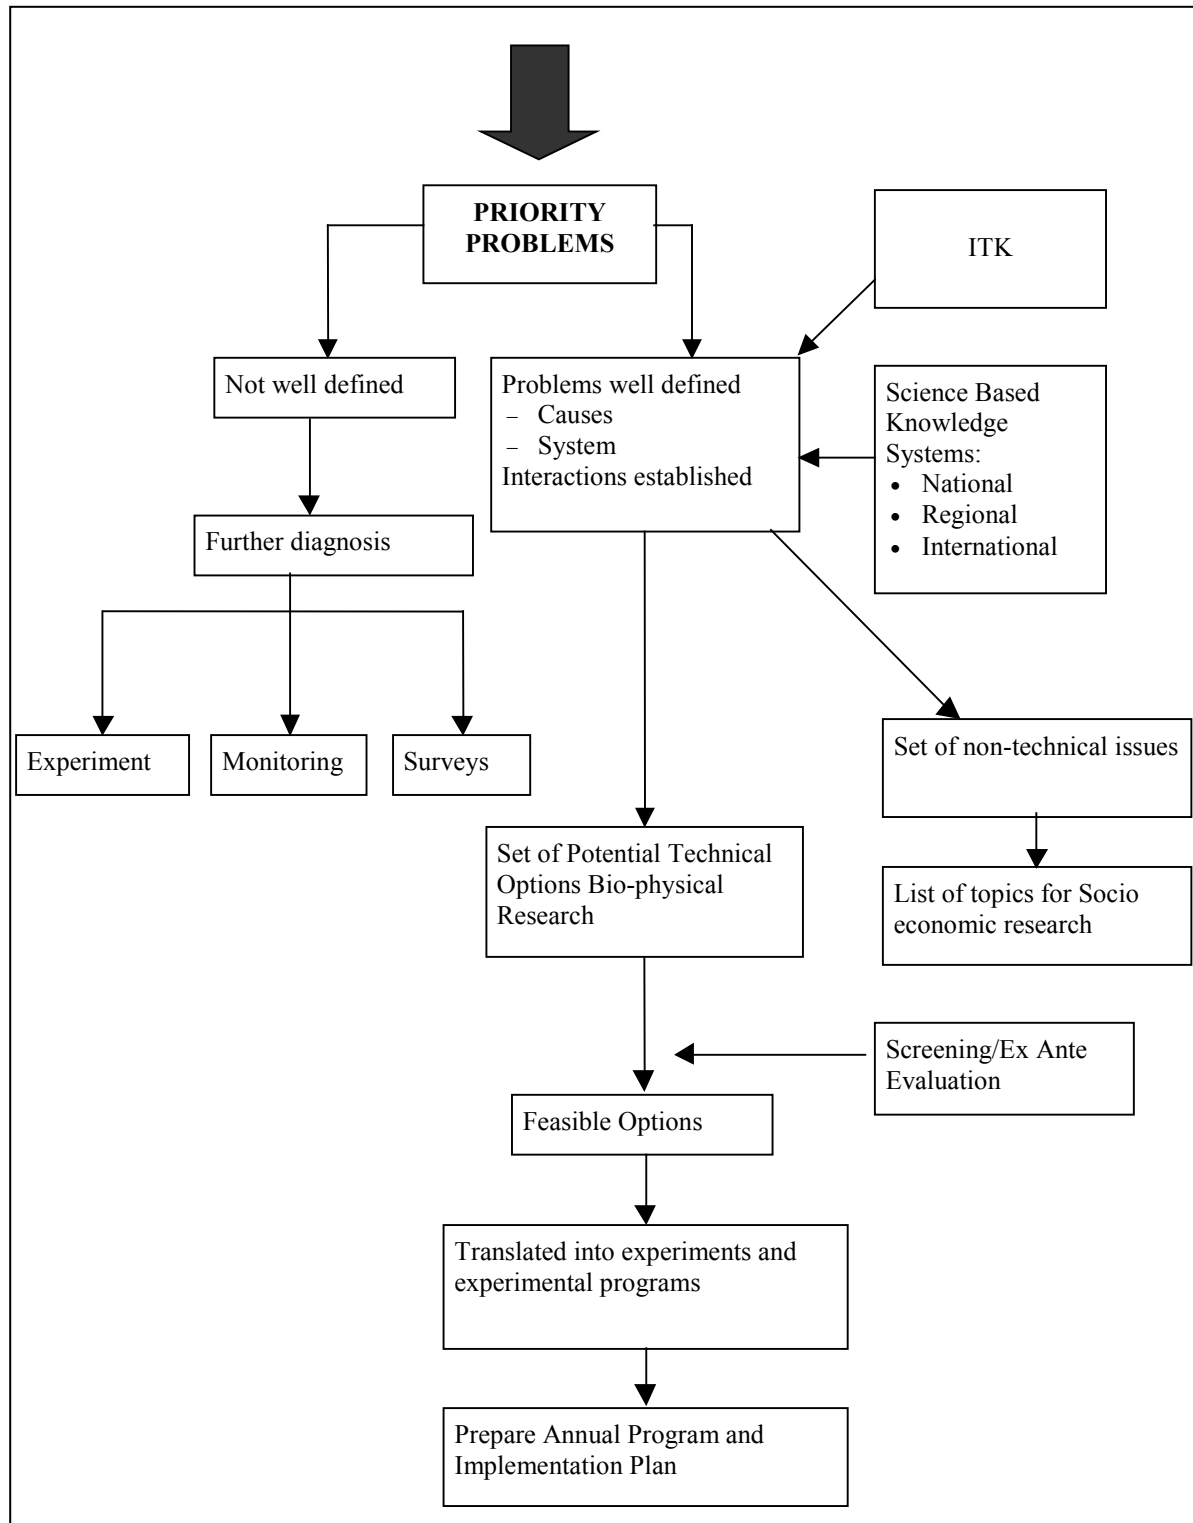 PRIORITY
PROBLEMS
ITK
Not well defined
Problems well defined
– Causes
– System
Interactions established
Science Based
Knowledge
Systems:
• National
• Regional
• International
Further diagnosis
Experiment
Monitoring
Surveys
Set of non-technical issues
Set of Potential Technical
Options Bio-physical
Research
List of topics for Socio
economic research
Screening/Ex Ante
Evaluation
Feasible Options
Translated into experiments and
experimental programs
Prepare Annual Program and
Implementation Plan